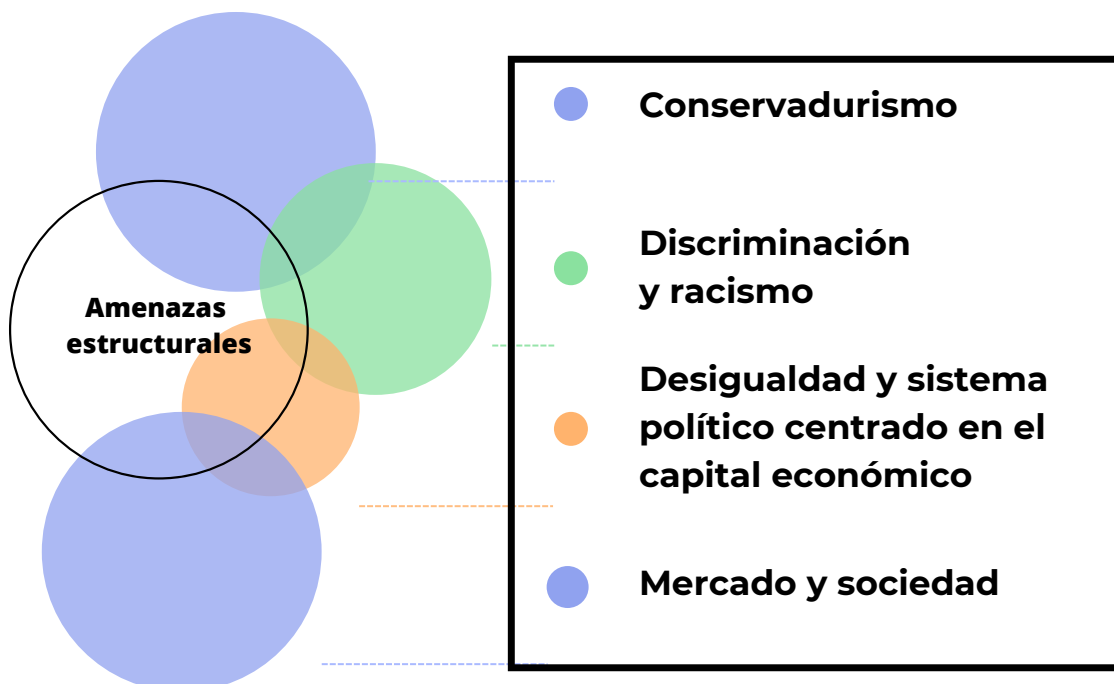 Amenazas
estructurales
Conservadurismo
Discriminación
y racismo
Desigualdad y sistema
político centrado en el
capital económico
Mercado y sociedad